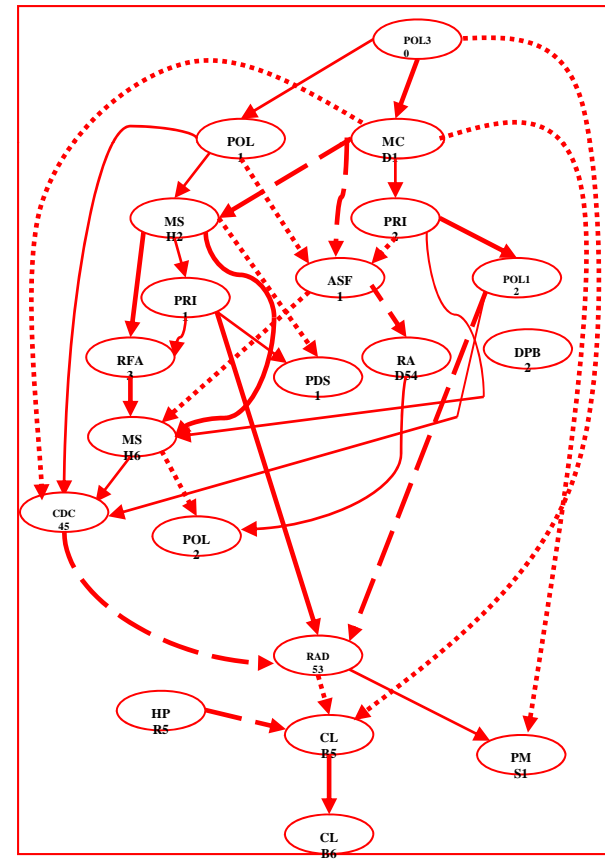 POL3
0
POL
1
MC
D1
MS
H2
PRI
2
ASF
1
POL1
2
PRI
1
RFA
3
PDS
1
RA
D54
DPB
2
MS
H6
CDC
45
POL
2
RAD
53
HP
R5
CL
B5
PM
S1
CL
B6